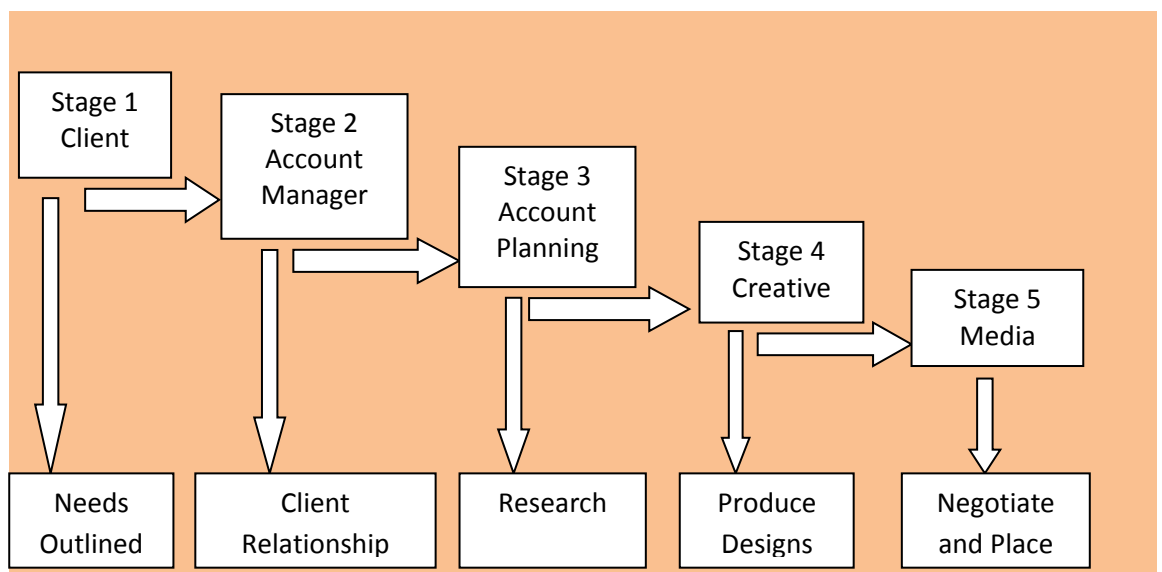 Stage 1
Client
Stage 2
Account
Manager
Stage 3
Account
Planning
Stage 4
Creative
Stage 5
Media
Needs
Outlined
Client
Relationship
Research
Produce
Designs
Negotiate
and Place